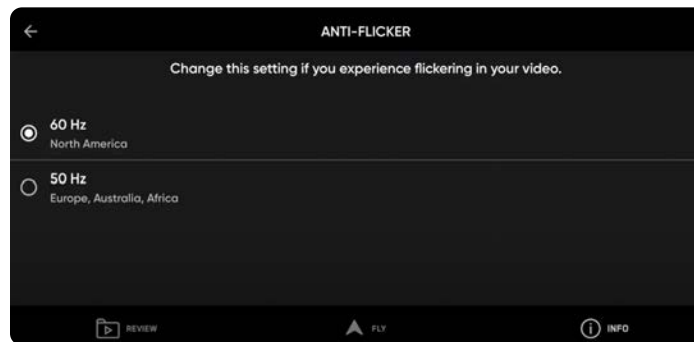 ANTI-FLICKER
Change this setting if you experience flickering in your video.
60 Hz
North America
50 Hz
Europe, Australia, Africa
REVIEW
FLY
INFO